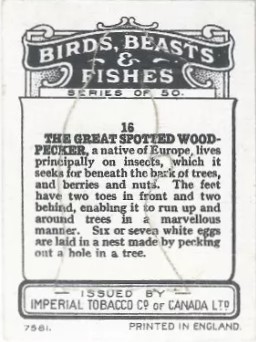 BIRDS, BEASTS
&
FISHES
SERIES OF 50.
16
THE GREAT SPOTTED WOOD-
PECKER, a native of Europe, lives
principally on insects, which it
seeks for beneath the bark of trees,
and berries and nuts. The feet
have two toes in front and two
behind, enabling it to run up and
around trees in a marvellous
manner. Six or seven white eggs
are laid in a nest made by pecking
out a hole in a tree.
ISSUED BY
IMPERIAL TOBACCO CO OF CANADA LTD
7561. PRINTED IN ENGLAND.